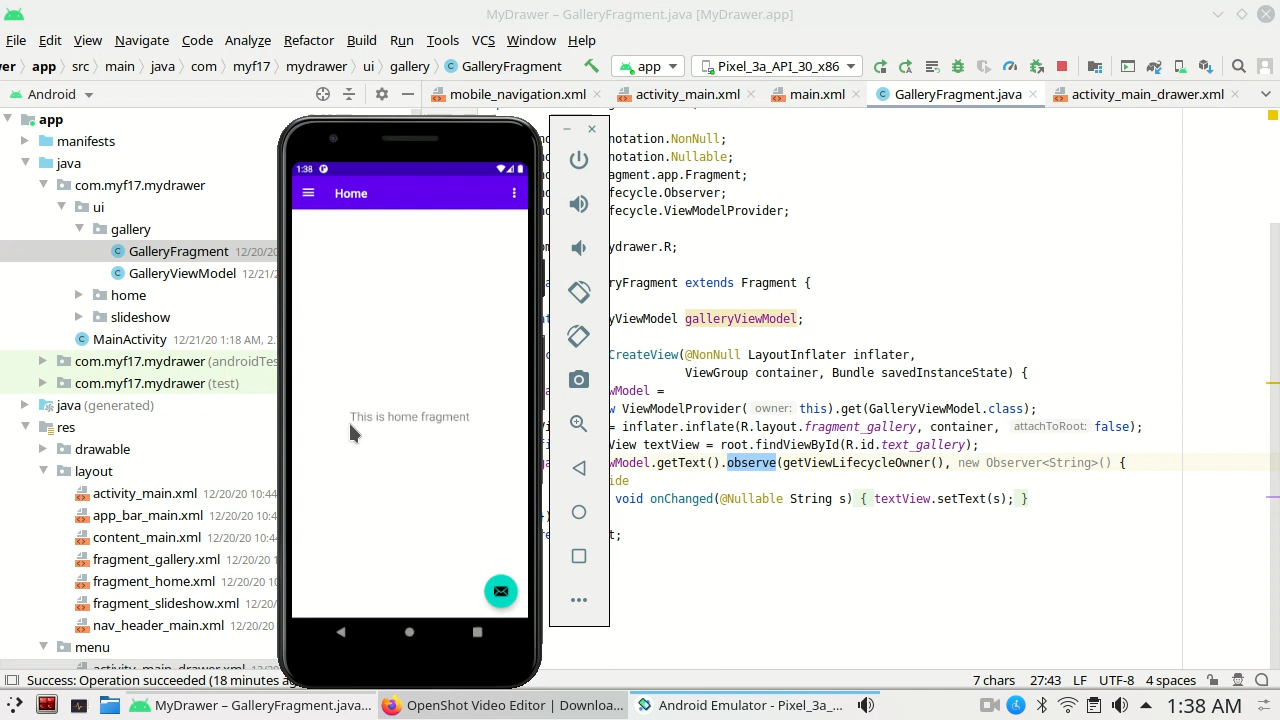 MyDrawer – GalleryFragment.java [MyDrawer.app]
File Edit View Navigate Code Analyze Refactor Build Run Tools VCS Window Help
wer app src main java com myf17 mydrawer ui gallery GalleryFragment app Pixel_3a_API_30_x86
Android mobile_navigation.xml activity_main.xml main.xml GalleryFragment.java activity_main_drawer.xml
app
manifests
java
com.myf17.mydrawer
ui
gallery
GalleryFragment 12/20/20
GalleryViewModel 12/21/2
home
slideshow
MainActivity 12/21/20 1:18 AM, 2.
com.myf17.mydrawer (androidTes
com.myf17.mydrawer (test)
java (generated)
res
drawable
layout
activity_main.xml 12/20/20 10:44
app_bar_main.xml 12/20/20 10:4
content_main.xml 12/20/20 10:44
fragment_gallery.xml 12/20/20 1
fragment_home.xml 12/20/20 10
fragment_slideshow.xml 12/20/
nav_header_main.xml 12/20/20
menu
activity_main_drawer.xml 12/20
1:38
Home
This is home fragment
notation.NonNull;
notation.Nullable;
agment.app.Fragment;
fecycle.Observer;
fecycle.ViewModelProvider;
ydrawer.R;
ryFragment extends Fragment {
yViewModel galleryViewModel;
CreateView(@NonNull LayoutInflater inflater,
ViewGroup container, Bundle savedInstanceState) {
wModel =
w ViewModelProvider( owner: this).get(GalleryViewModel.class);
= inflater.inflate(R.layout.fragment_gallery, container, attachToRoot: false);
View textView = root.findViewById(R.id.text_gallery);
wModel.getText().observe(getViewLifecycleOwner(), new Observer<String>() {
ide
void onChanged(@Nullable String s) { textView.setText(s); }
t;
Success: Operation succeeded (18 minutes ag 7 chars 27:43 LF UTF-8 4 spaces
MyDrawer – GalleryFragment.java... OpenShot Video Editor | Downloa... Android Emulator - Pixel_3a_... 1:38 AM